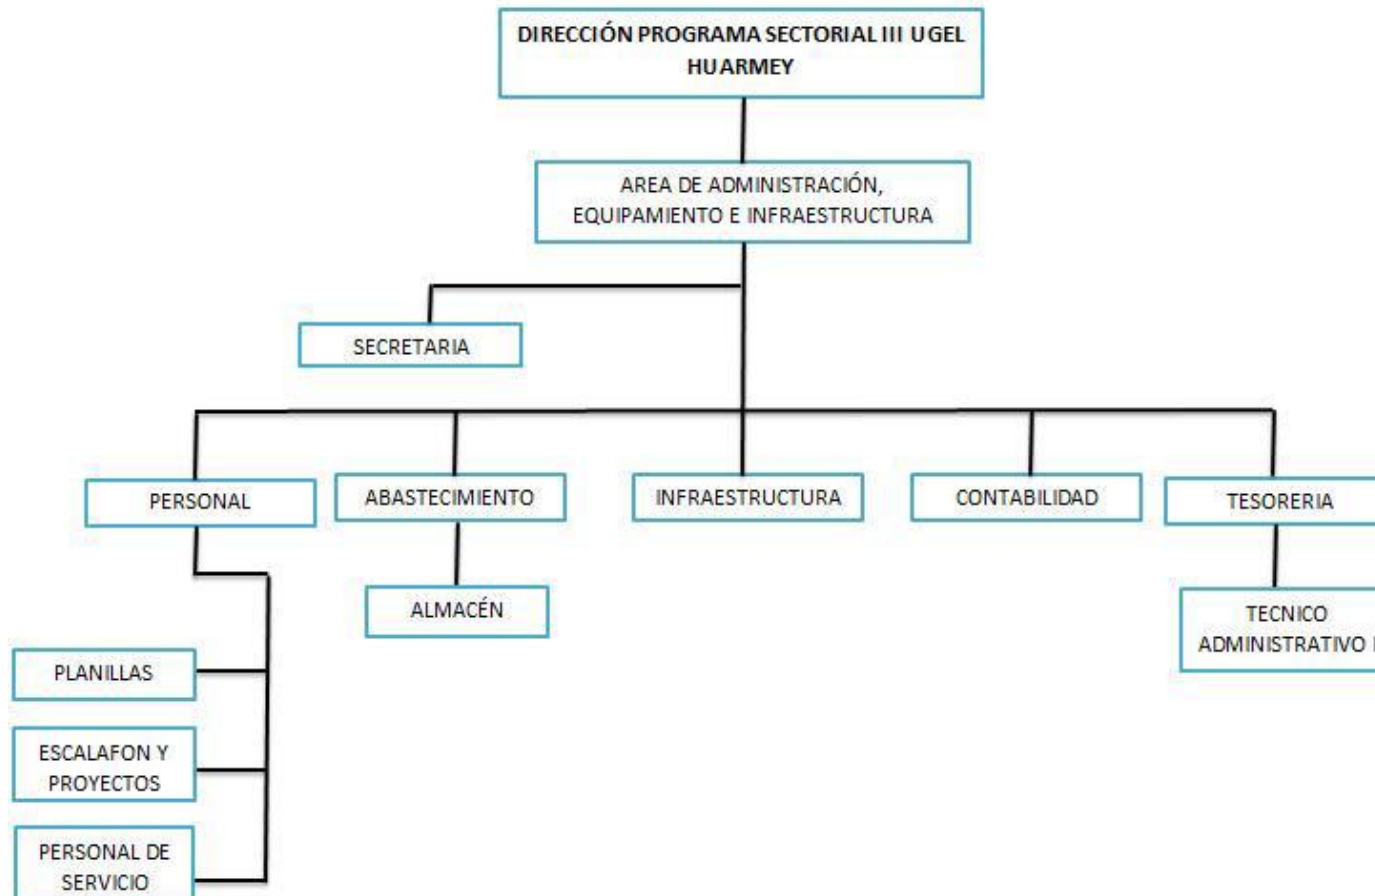 DIRECCIÓN PROGRAMA SECTORIAL III UGEL
HUARMEY
AREA DE ADMINISTRACIÓN,
EQUIPAMIENTO E INFRAESTRUCTURA
SECRETARIA
PERSONAL
ABASTECIMIENTO
INFRAESTRUCTURA
CONTABILIDAD
TESORERIA
ALMACÉN
TECNICO
ADMINISTRATIVO I
PLANILLAS
ESCALAFON Y
PROYECTOS
PERSONAL DE
SERVICIO